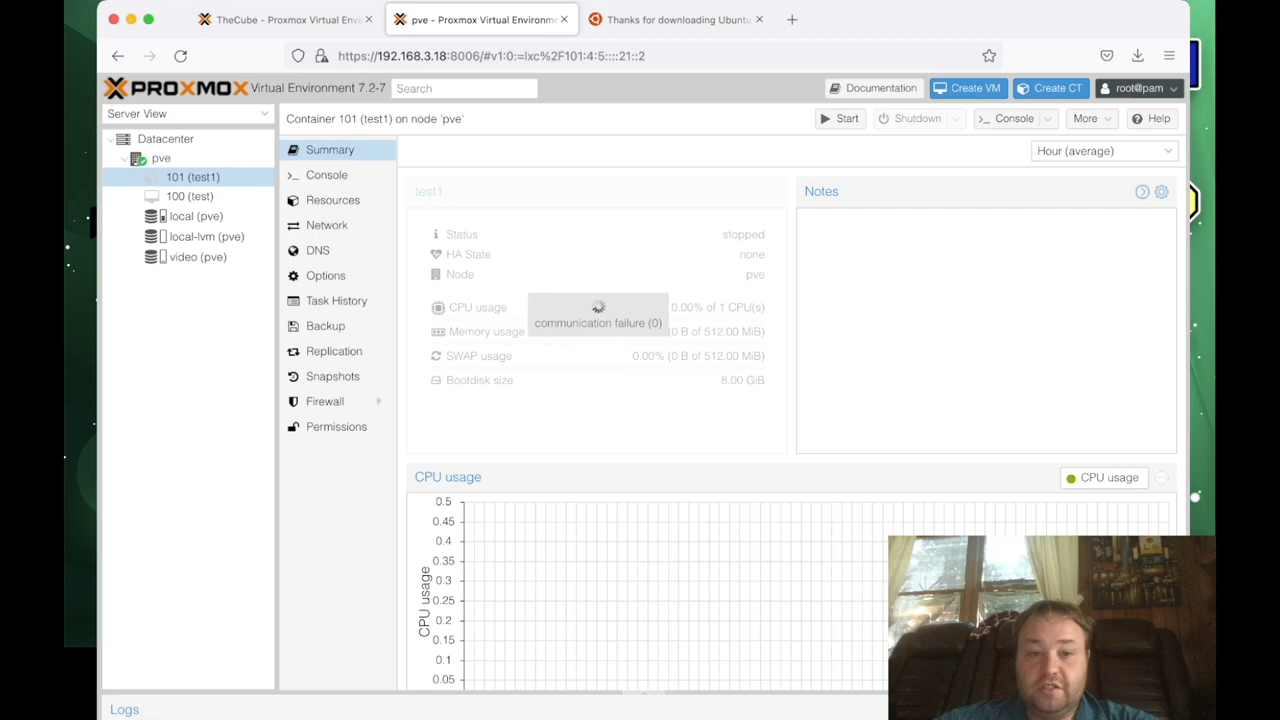 TheCube - Proxmox Virtual Envi
pve - Proxmox Virtual Environme
Thanks for downloading Ubuntu
https://192.168.3.18:8006/#v1:0:=lxc%2F101:4:5::::21::2
PROXMOX Virtual Environment 7.2-7 Search Documentation Create VM Create CT root@pam
Server View
Container 101 (test1) on node 'pve' Start Shutdown Console More Help
Datacenter
pve
101 (test1)
100 (test)
local (pve)
local-lvm (pve)
video (pve)
Summary
Console
Resources
Network
DNS
Options
Task History
Backup
Replication
Snapshots
Firewall
Permissions
Hour (average)
test1
Status stopped
HA State none
Node pve
CPU usage 0.00% of 1 CPU(s)
Memory usage (0 B of 512.00 MiB)
SWAP usage 0.00% (0 B of 512.00 MiB)
Bootdisk size 8.00 GiB
communication failure (0)
Notes
CPU usage
CPU usage
0.5
0.45
0.4
0.35
0.3
0.25
0.2
0.15
0.1
0.05
CPU usage
Logs